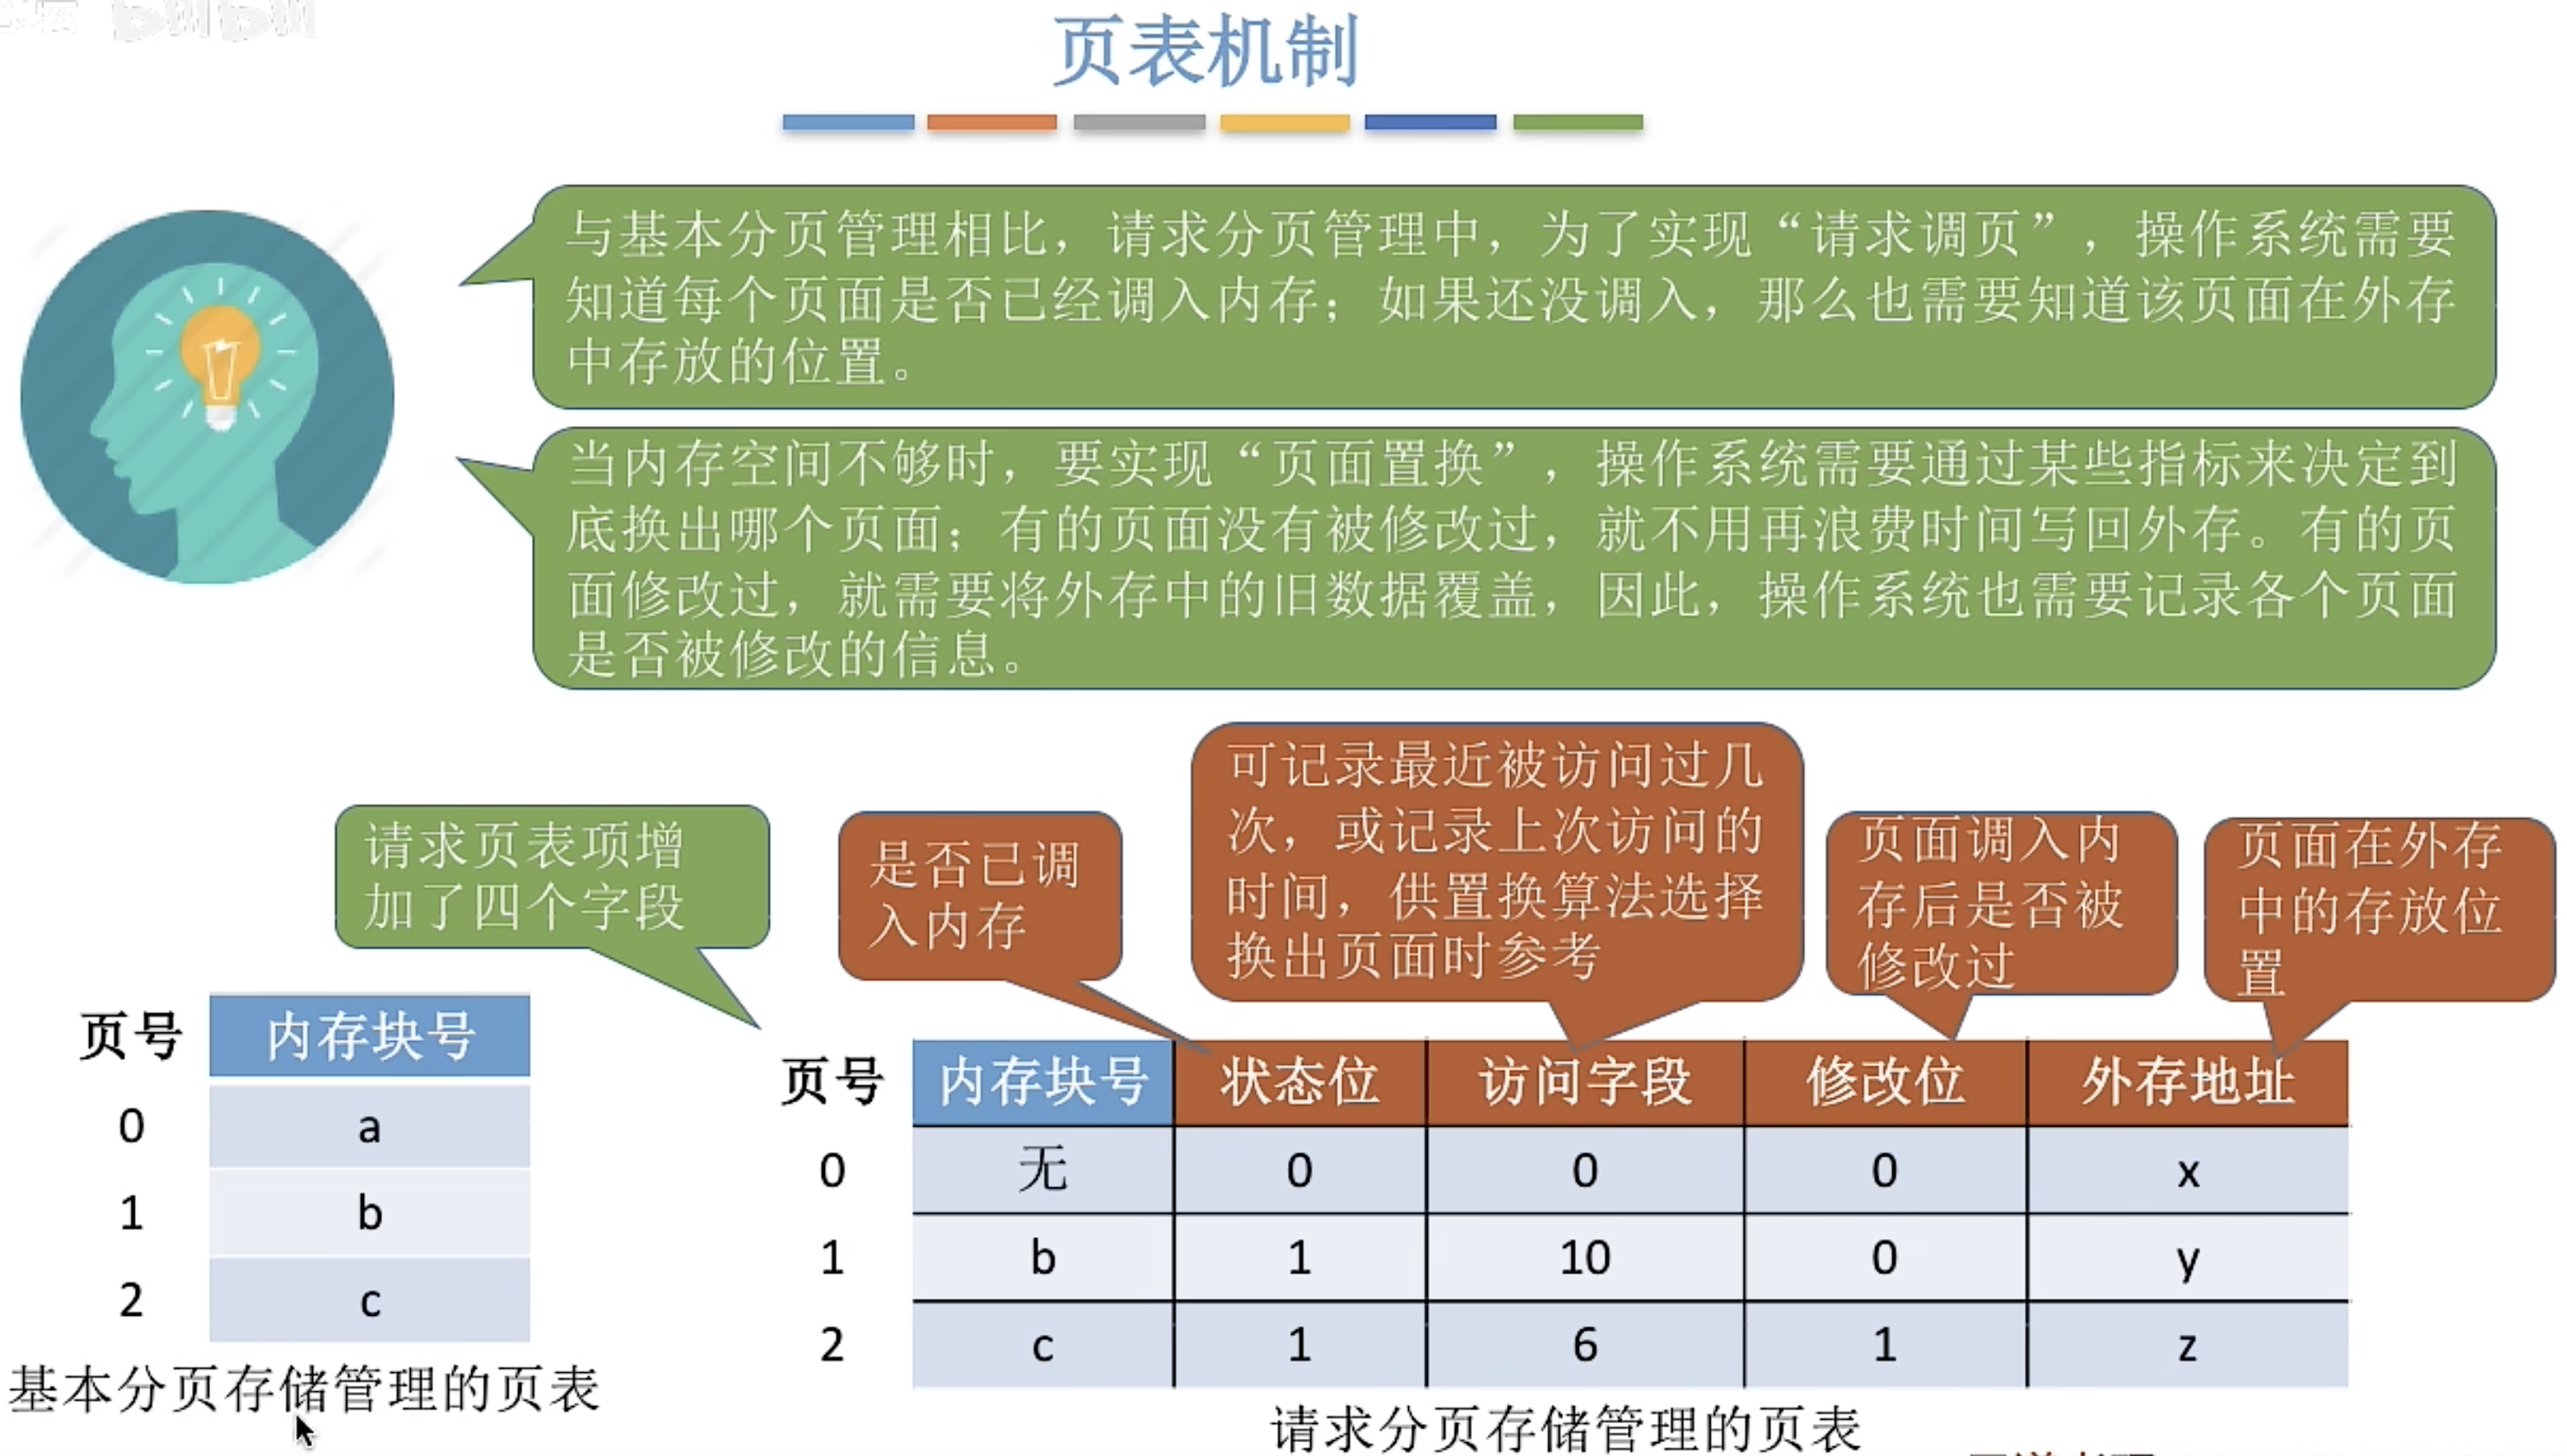 页表机制
与基本分页管理相比，请求分页管理中，为了实现“请求调页”，操作系统需要
知道每个页面是否已经调入内存；如果还没调入，那么也需要知道该页面在外存
中存放的位置。
当内存空间不够时，要实现“页面置换”，操作系统需要通过某些指标来决定到
底换出哪个页面；有的页面没有被修改过，就不用再浪费时间写回外存。有的页
面修改过，就需要将外存中的旧数据覆盖，因此，操作系统也需要记录各个页面
是否被修改的信息。
请求页表项增
加了四个字段
是否已调
入内存
可记录最近被访问过几
次，或记录上次访问的
时间，供置换算法选择
换出页面时参考
页面调入内
存后是否被
修改过
页面在外存
中的存放位
置
页号 内存块号
0 a
1 b
2 c
基本分页存储管理的页表
页号 内存块号 状态位 访问字段 修改位 外存地址
0 无 0 0 0 x
1 b 1 10 0 y
2 c 1 6 1 z
请求分页存储管理的页表